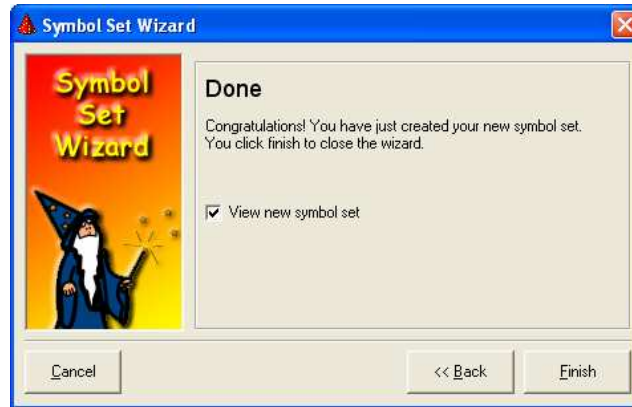 Symbol Set Wizard
Symbol
Set
Wizard
Done
Congratulations! You have just created your new symbol set.
You click finish to close the wizard.
View new symbol set
Cancel
<< Back
Finish